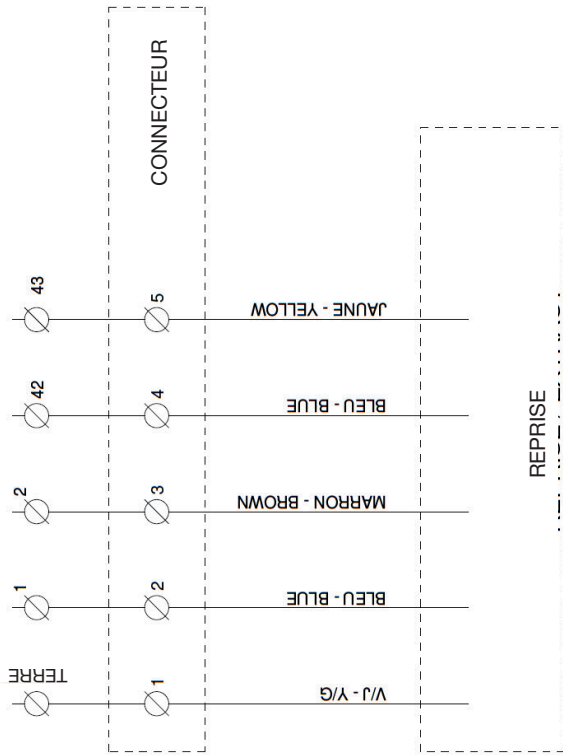 CONNECTEUR
43
5
JAUNE - YELLOW
42
4
BLEU - BLUE
2
3
MARRON - BROWN
1
2
BLEU - BLUE
TERRE
1
V/J - Y/G
REPRISE